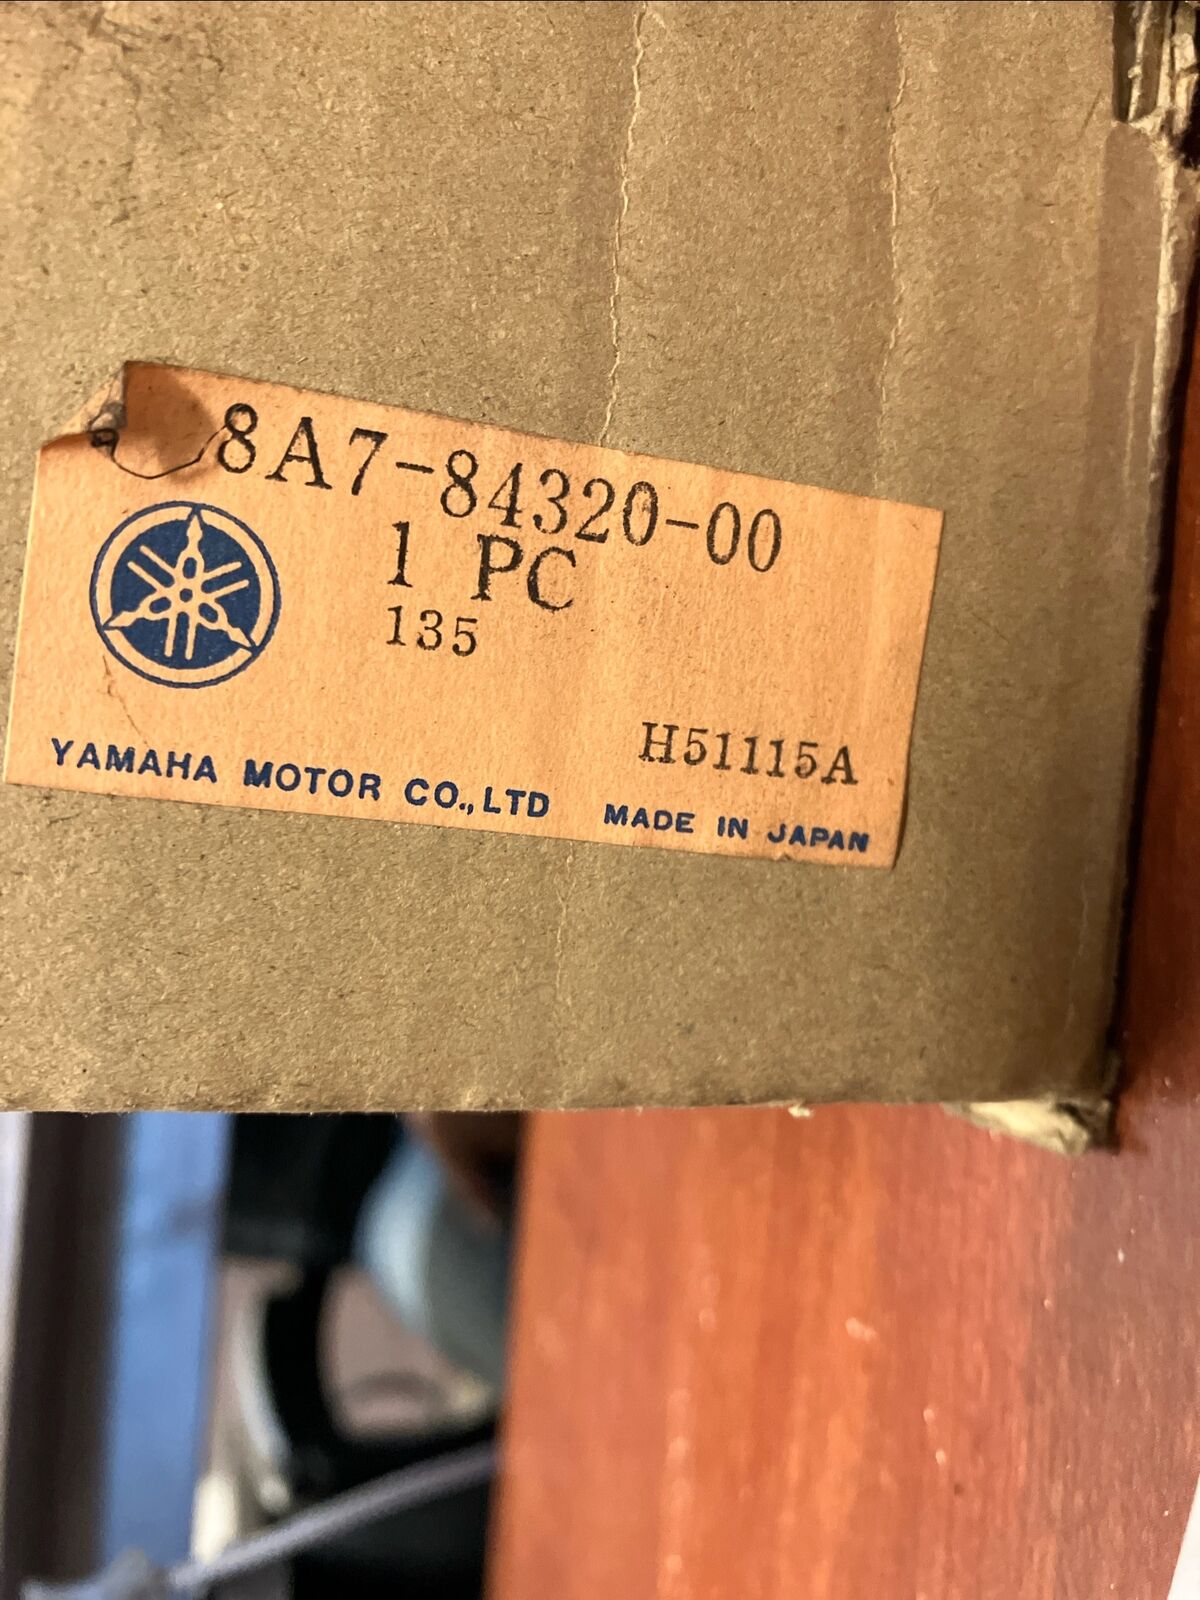 8A7-84320-00
1 PC
135
H51115A
YAMAHA MOTOR CO., LTD MADE IN JAPAN